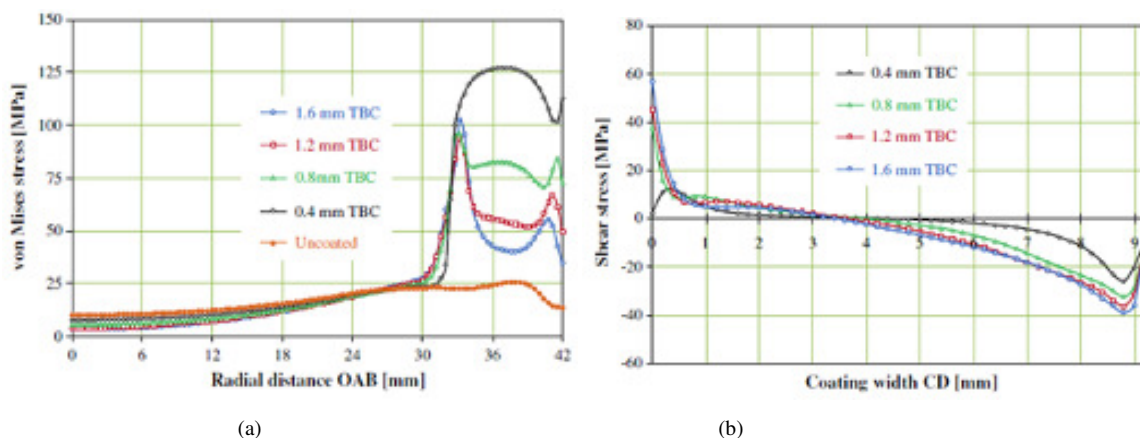 150
125
100
75
50
25
0
von Mises stress [MPa]
1.6 mm TBC
1.2 mm TBC
0.8mm TBC
0.4 mm TBC
Uncoated
0 6 12 18 24 30 36 42
Radial distance OAB [mm]
(a)
80
60
40
20
0
-20
-40
-60
Shear stress [MPa]
0.4 mm TBC
0.8 mm TBC
1.2 mm TBC
1.6 mm TBC
0 1 2 3 4 5 6 7 8 9
Coating width CD [mm]
(b)